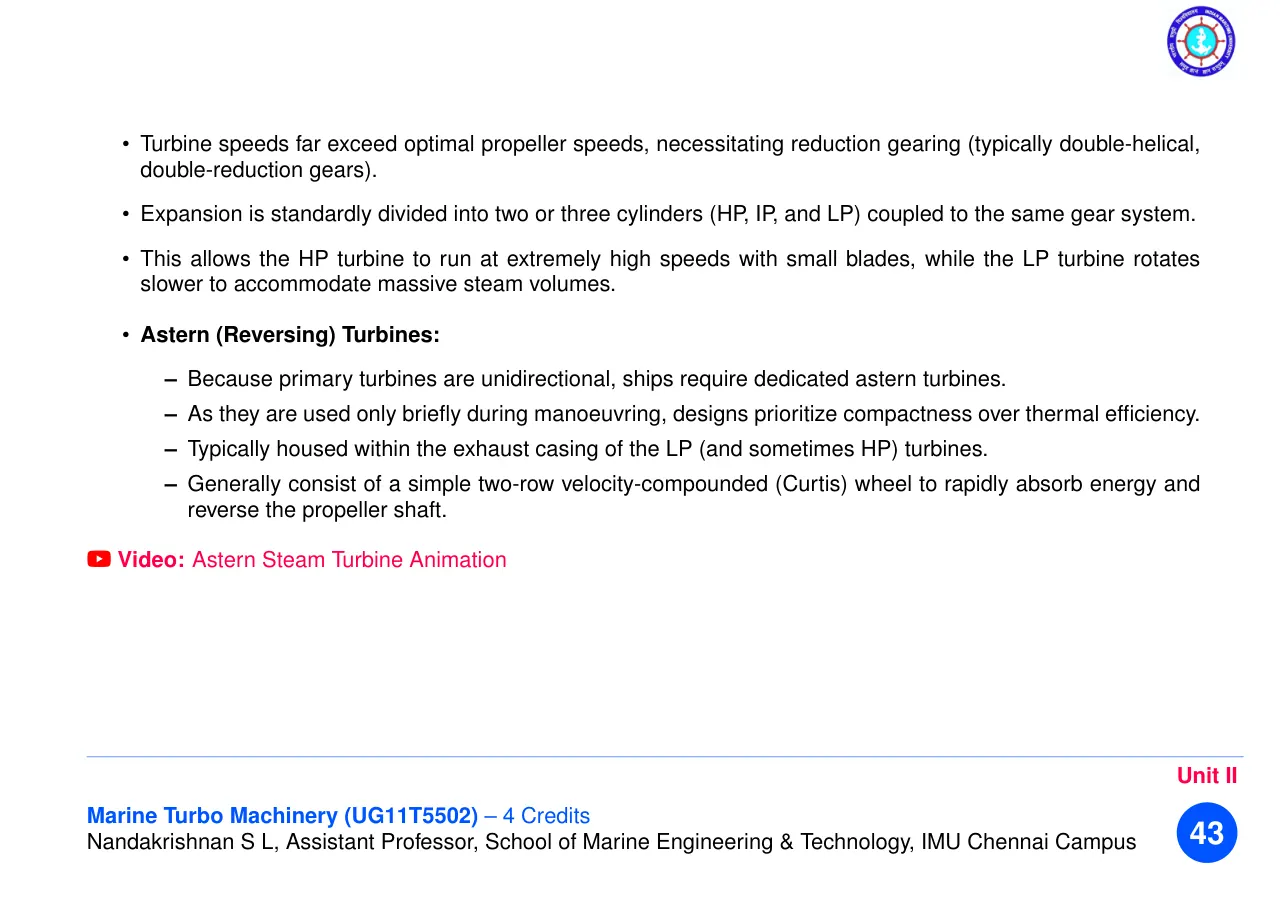 • Turbine speeds far exceed optimal propeller speeds, necessitating reduction gearing (typically double-helical,
double-reduction gears).
• Expansion is standardly divided into two or three cylinders (HP, IP, and LP) coupled to the same gear system.
• This allows the HP turbine to run at extremely high speeds with small blades, while the LP turbine rotates
slower to accommodate massive steam volumes.
• Astern (Reversing) Turbines:
– Because primary turbines are unidirectional, ships require dedicated astern turbines.
– As they are used only briefly during manoeuvring, designs prioritize compactness over thermal efficiency.
– Typically housed within the exhaust casing of the LP (and sometimes HP) turbines.
– Generally consist of a simple two-row velocity-compounded (Curtis) wheel to rapidly absorb energy and
reverse the propeller shaft.
Video: Astern Steam Turbine Animation
Unit II
Marine Turbo Machinery (UG11T5502) – 4 Credits
Nandakrishnan S L, Assistant Professor, School of Marine Engineering & Technology, IMU Chennai Campus
43